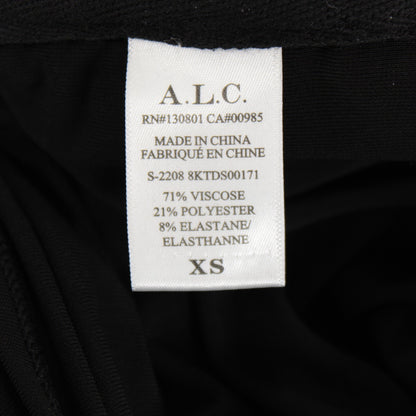 A.L.C.
RN#130801 CA#00985
MADE IN CHINA
FABRIQUÉ EN CHINE
S-2208 8KTDS00171
71% VISCOSE
21% POLYESTER
8% ELASTANE/
ELASTHANNE
XS